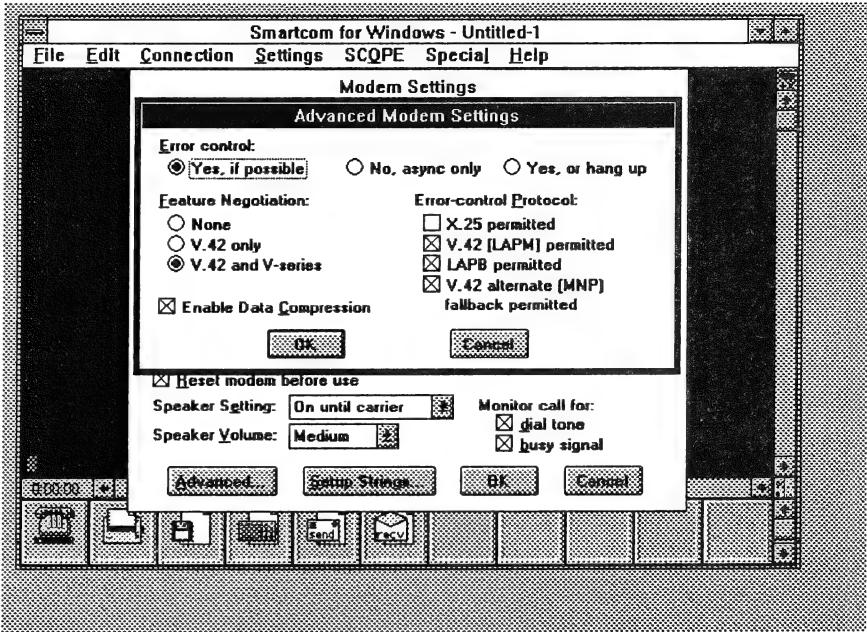 Smartcom for Windows - Untitled-1
File Edit Connection Settings SCOPE Special Help
Modem Settings
Advanced Modem Settings
Error control:
Yes, if possible No, async only Yes, or hang up
Feature Negotiation: Error-control Protocol:
None X.25 permitted
V.42 only V.42 [LAPM] permitted
V.42 and V-series LAPB permitted
V.42 alternate [MNP]
Enable Data Compression fallback permitted
OK Cancel
Reset modem before use
Speaker Setting: On until carrier Monitor call for:
dial tone
Speaker Volume: Medium busy signal
Advanced... Setup Strings... OK Cancel
0:00:00
send recv